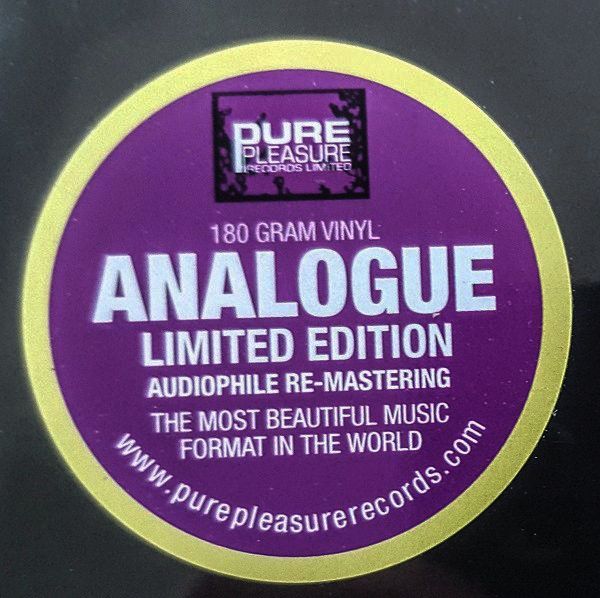 PURE
PLEASURE
RECORDS LIMITED
180 GRAM VINYL
ANALOGUE
LIMITED EDITION
AUDIOPHILE RE-MASTERING
THE MOST BEAUTIFUL MUSIC
FORMAT IN THE WORLD
www.purepleasurerecords.com